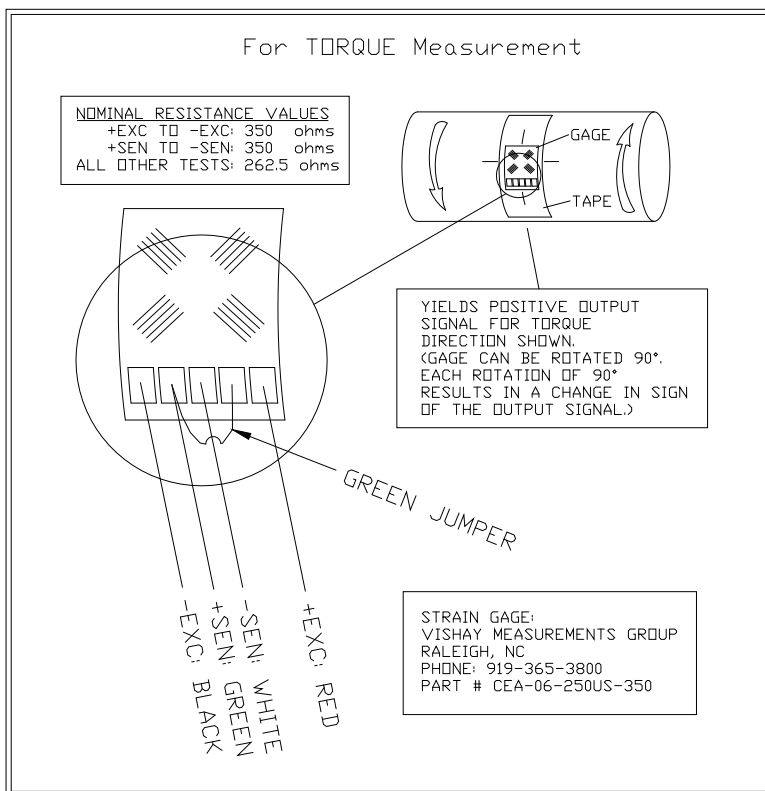 For TORQUE Measurement
NOMINAL RESISTANCE VALUES
+EXC TO -EXC: 350 ohms
+SEN TO -SEN: 350 ohms
ALL OTHER TESTS: 262.5 ohms
GAGE
TAPE
YIELDS POSITIVE OUTPUT
SIGNAL FOR TORQUE
DIRECTION SHOWN.
(GAGE CAN BE ROTATED 90°.
EACH ROTATION OF 90°
RESULTS IN A CHANGE IN SIGN
OF THE OUTPUT SIGNAL.)
GREEN JUMPER
-EXC: BLACK
+SEN: GREEN
-SEN: WHITE
+EXC: RED
STRAIN GAGE:
VISHAY MEASUREMENTS GROUP
RALEIGH, NC
PHONE: 919-365-3800
PART # CEA-06-250US-350